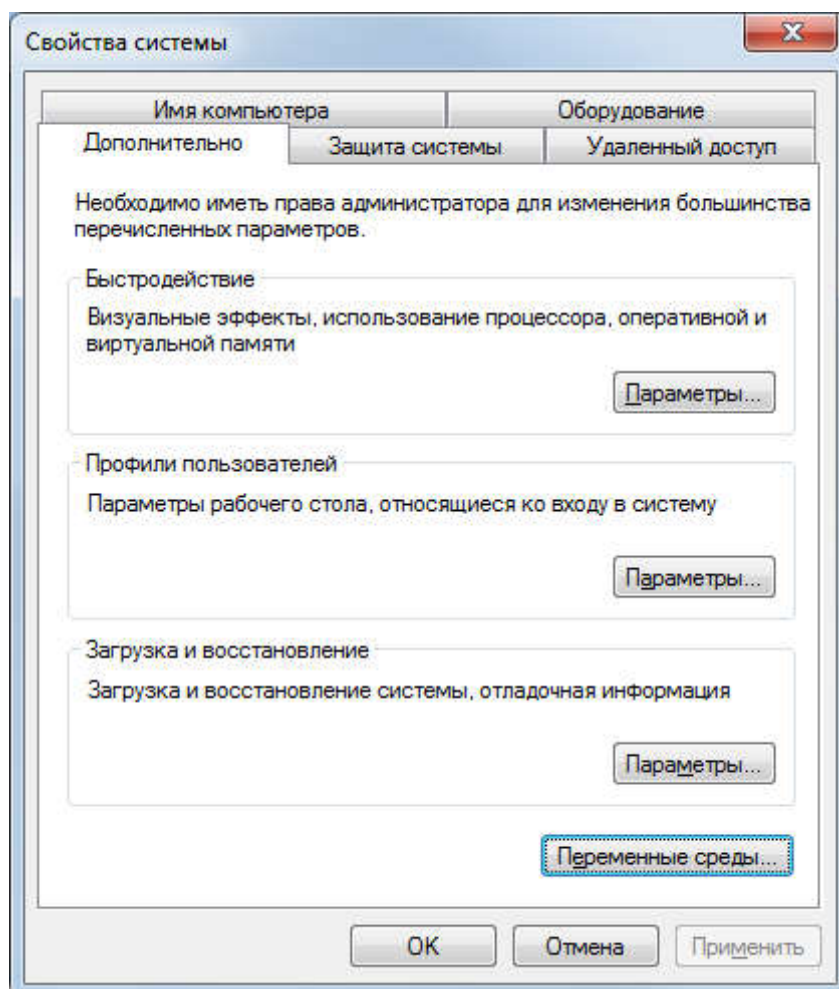 Свойства системы
Имя компьютера
Оборудование
Дополнительно
Защита системы
Удаленный доступ
Необходимо иметь права администратора для изменения большинства
перечисленных параметров.
Быстродействие
Визуальные эффекты, использование процессора, оперативной и
виртуальной памяти
Параметры...
Профили пользователей
Параметры рабочего стола, относящиеся ко входу в систему
Параметры...
Загрузка и восстановление
Загрузка и восстановление системы, отладочная информация
Параметры...
Переменные среды...
OK
Отмена
Применить